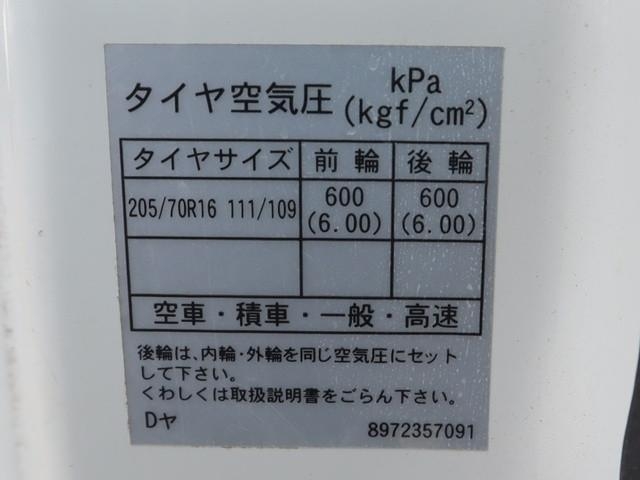 タイヤ空気圧 kPa
(kgf/cm²)
タイヤサイズ 前輪 後輪
205/70R16 111/109 600 600
(6.00) (6.00)
空車・積車・一般・高速
後輪は、内輪・外輪を同じ空気圧にセット
して下さい。
くわしくは取扱説明書をごらん下さい。
Dヤ 8972357091